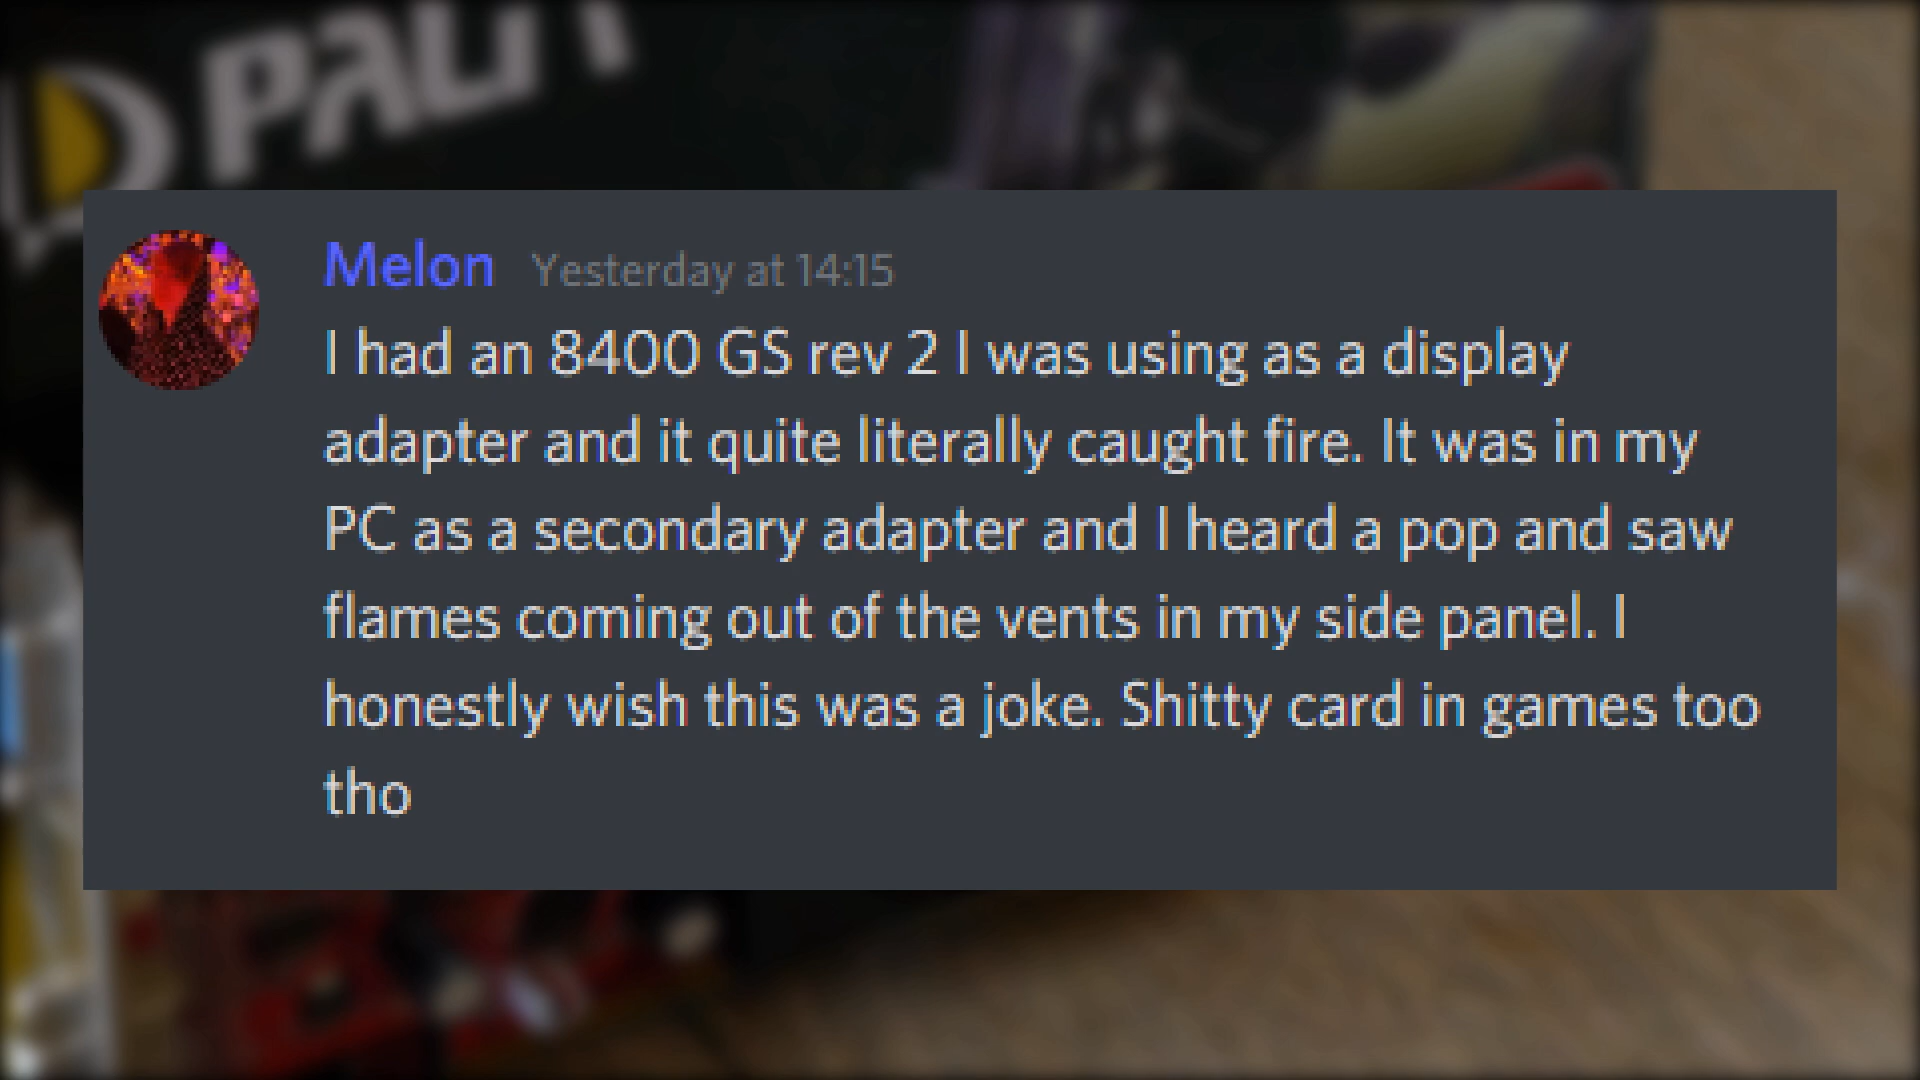 PALIT
Melon Yesterday at 14:15
I had an 8400 GS rev 2 I was using as a display
adapter and it quite literally caught fire. It was in my
PC as a secondary adapter and I heard a pop and saw
flames coming out of the vents in my side panel. I
honestly wish this was a joke. Shitty card in games too
tho